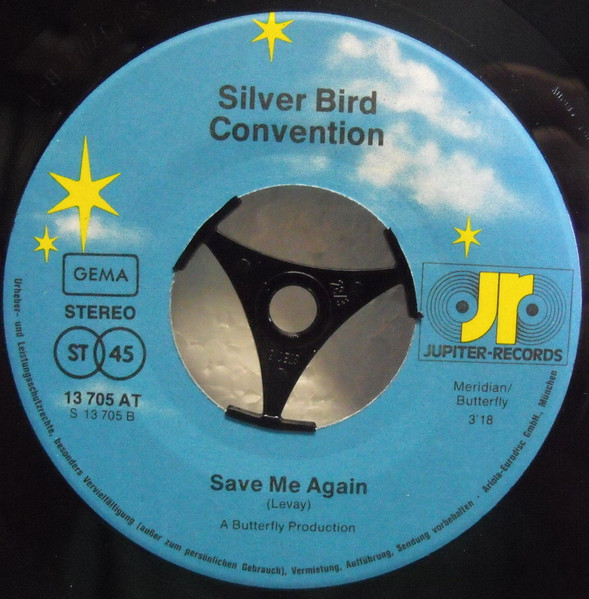 Silver Bird
Convention
GEMA
STEREO
ST 45
13 705 AT
S 13 705 B
jr
JUPITER-RECORDS
Meridian/
Butterfly
3'18
Save Me Again
(Levay)
A Butterfly Production
Urheber- und Leistungsschutzrechte, besonders Vervielfältigung (außer zum persönlichen Gebrauch), Vermietung, Aufführung, Sendung vorbehalten - Ariola-Eurodisc GmbH., München